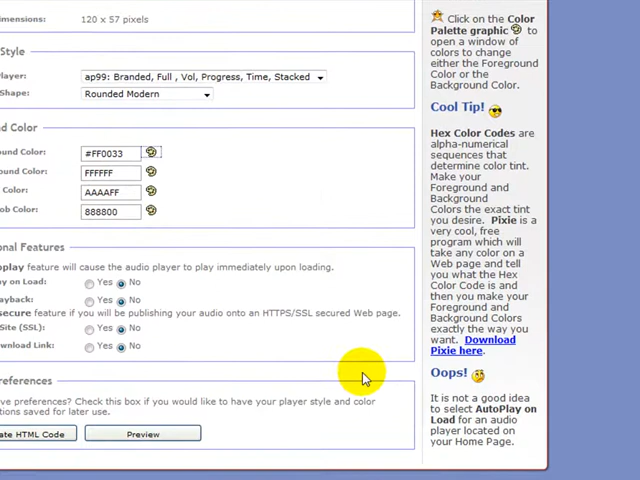 imensions: 120 x 57 pixels
Style
layer: ap99: Branded, Full , Vol, Progress, Time, Stacked
Shape: Rounded Modern
nd Color
ound Color: #FF0033
ound Color: FFFFFF
Color: AAAAFF
ob Color: 888800
onal Features
oplay feature will cause the audio player to play immediately upon loading.
y on Load: Yes No
ayback: Yes No
secure feature if you will be publishing your audio onto an HTTPS/SSL secured Web page.
Site (SSL): Yes No
ownload Link: Yes No
references
ve preferences? Check this box if you would like to have your player style and color
tions saved for later use.
ate HTML Code Preview
Click on the Color
Palette graphic to
open a window of
colors to change
either the Foreground
Color or the
Background Color.
Cool Tip!
Hex Color Codes are
alpha-numerical
sequences that
determine color tint.
Make your
Foreground and
Background
Colors the exact tint
you desire. Pixie is a
very cool, free
program which will
take any color on a
Web page and tell
you what the Hex
Color Code is and
then you make your
Foreground and
Background Colors
exactly the way you
want. Download
Pixie here.
Oops!
It is not a good idea
to select AutoPlay on
Load for an audio
player located on
your Home Page.